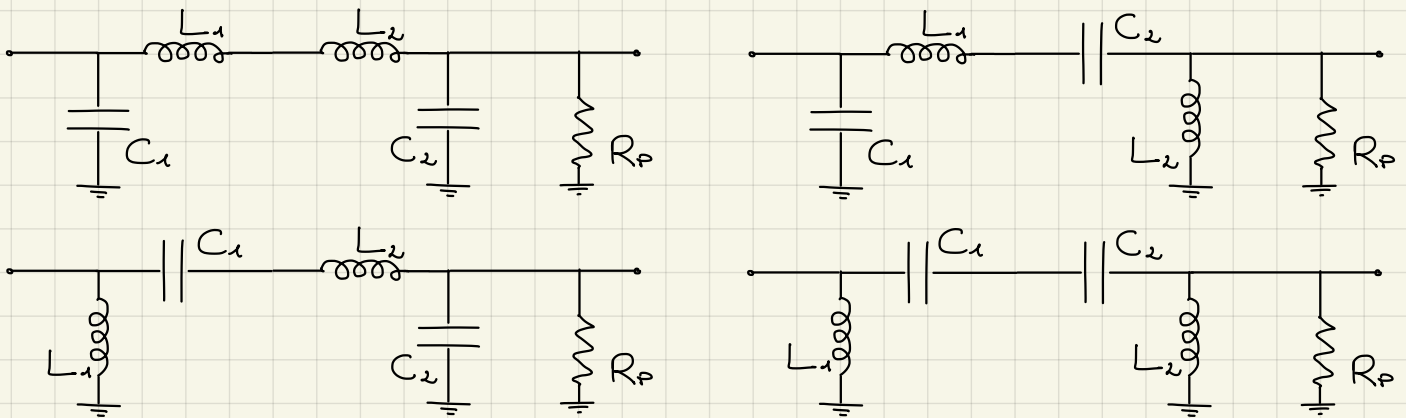 L1 L2 L1 C2
C1 C2 Rp C1 L2 Rp
C1 L2 C1 C2
L1 C2 Rp L1 L2 Rp